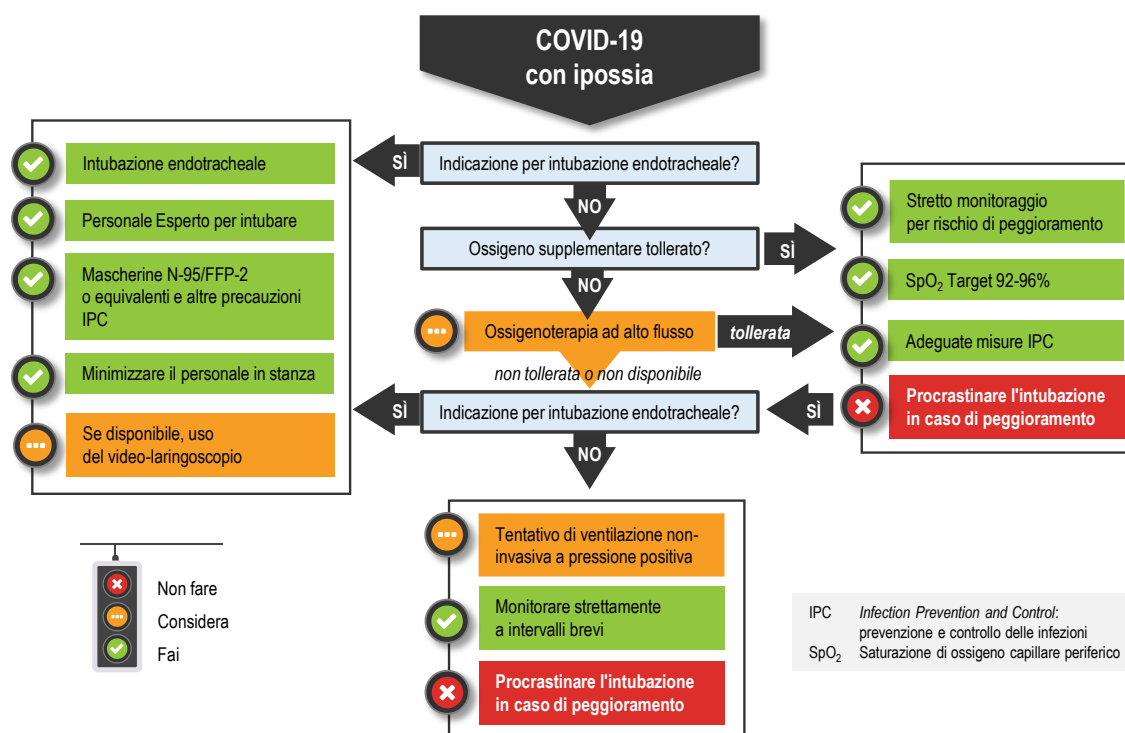 COVID-19
con ipossia
Indicazione per intubazione endotracheale?
SÌ
NO
Intubazione endotracheale
Personale Esperto per intubare
Mascherine N-95/FFP-2
o equivalenti e altre precauzioni
IPC
Minimizzare il personale in stanza
Se disponibile, uso
del video-laringoscopio
Ossigeno supplementare tollerato?
SÌ
NO
Stretto monitoraggio
per rischio di peggioramento
SpO₂ Target 92-96%
Adeguate misure IPC
Procrastinare l'intubazione
in caso di peggioramento
Ossigenoterapia ad alto flusso
tollerata
non tollerata o non disponibile
SÌ
Indicazione per intubazione endotracheale?
SÌ
NO
Tentativo di ventilazione non-
invasiva a pressione positiva
Monitorare strettamente
a intervalli brevi
Procrastinare l'intubazione
in caso di peggioramento
Non fare
Considera
Fai
IPC Infection Prevention and Control:
prevenzione e controllo delle infezioni
SpO₂ Saturazione di ossigeno capillare periferico